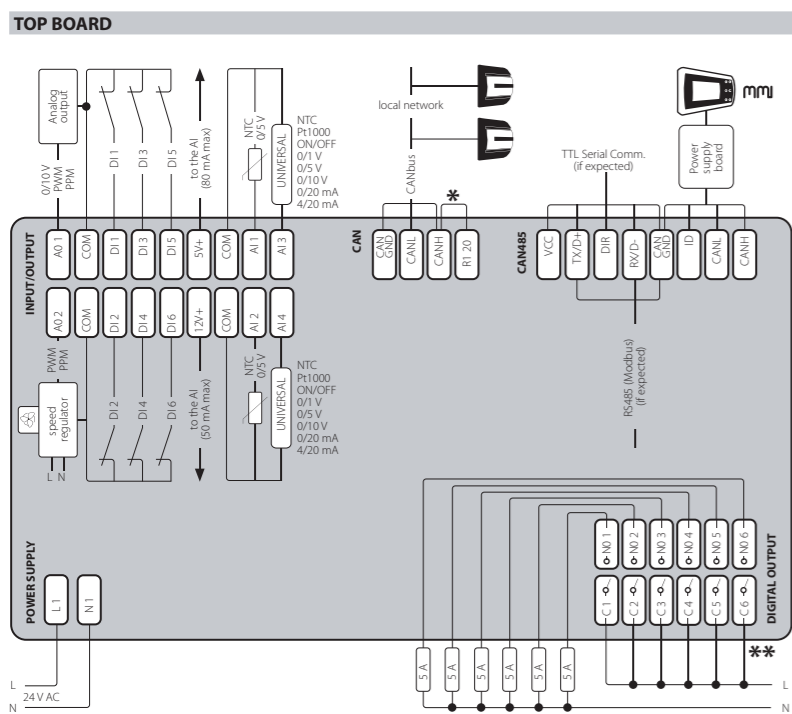 TOP BOARD
Analog
output
0/10 V
PWM
PPM
DI 1
DI 3
DI 5
to the AI
(80 mA max)
NTC
0/5 V
UNIVERSAL
NTC
Pt1000
ON/OFF
0/1 V
0/5 V
0/10 V
0/20 mA
4/20 mA
local network
CANbus
*
TTL Serial Comm.
(if expected)
Power
supply
board
INPUT/OUTPUT
A0 1
COM
DI 1
DI 3
DI 5
5V+
COM
AI 1
AI 3
CAN
CAN
GND
CANL
CANH
R1 20
CAN485
VCC
TX/D+
DIR
RX/D-
CAN
GND
ID
CANL
CANH
A0 2
COM
DI 2
DI 4
DI 6
12V+
COM
AI 2
AI 4
PWM
PPM
speed
regulator
L N
DI 2
DI 4
DI 6
to the AI
(50 mA max)
NTC
0/5 V
UNIVERSAL
NTC
Pt1000
ON/OFF
0/1 V
0/5 V
0/10 V
0/20 mA
4/20 mA
RS485 (Modbus)
(if expected)
POWER SUPPLY
L 1
N 1
N0 1
N0 2
N0 3
N0 4
N0 5
N0 6
C 1
C 2
C 3
C 4
C 5
C 6
DIGITAL OUTPUT
**
5 A
5 A
5 A
5 A
5 A
5 A
L
24 V AC
N
L
N